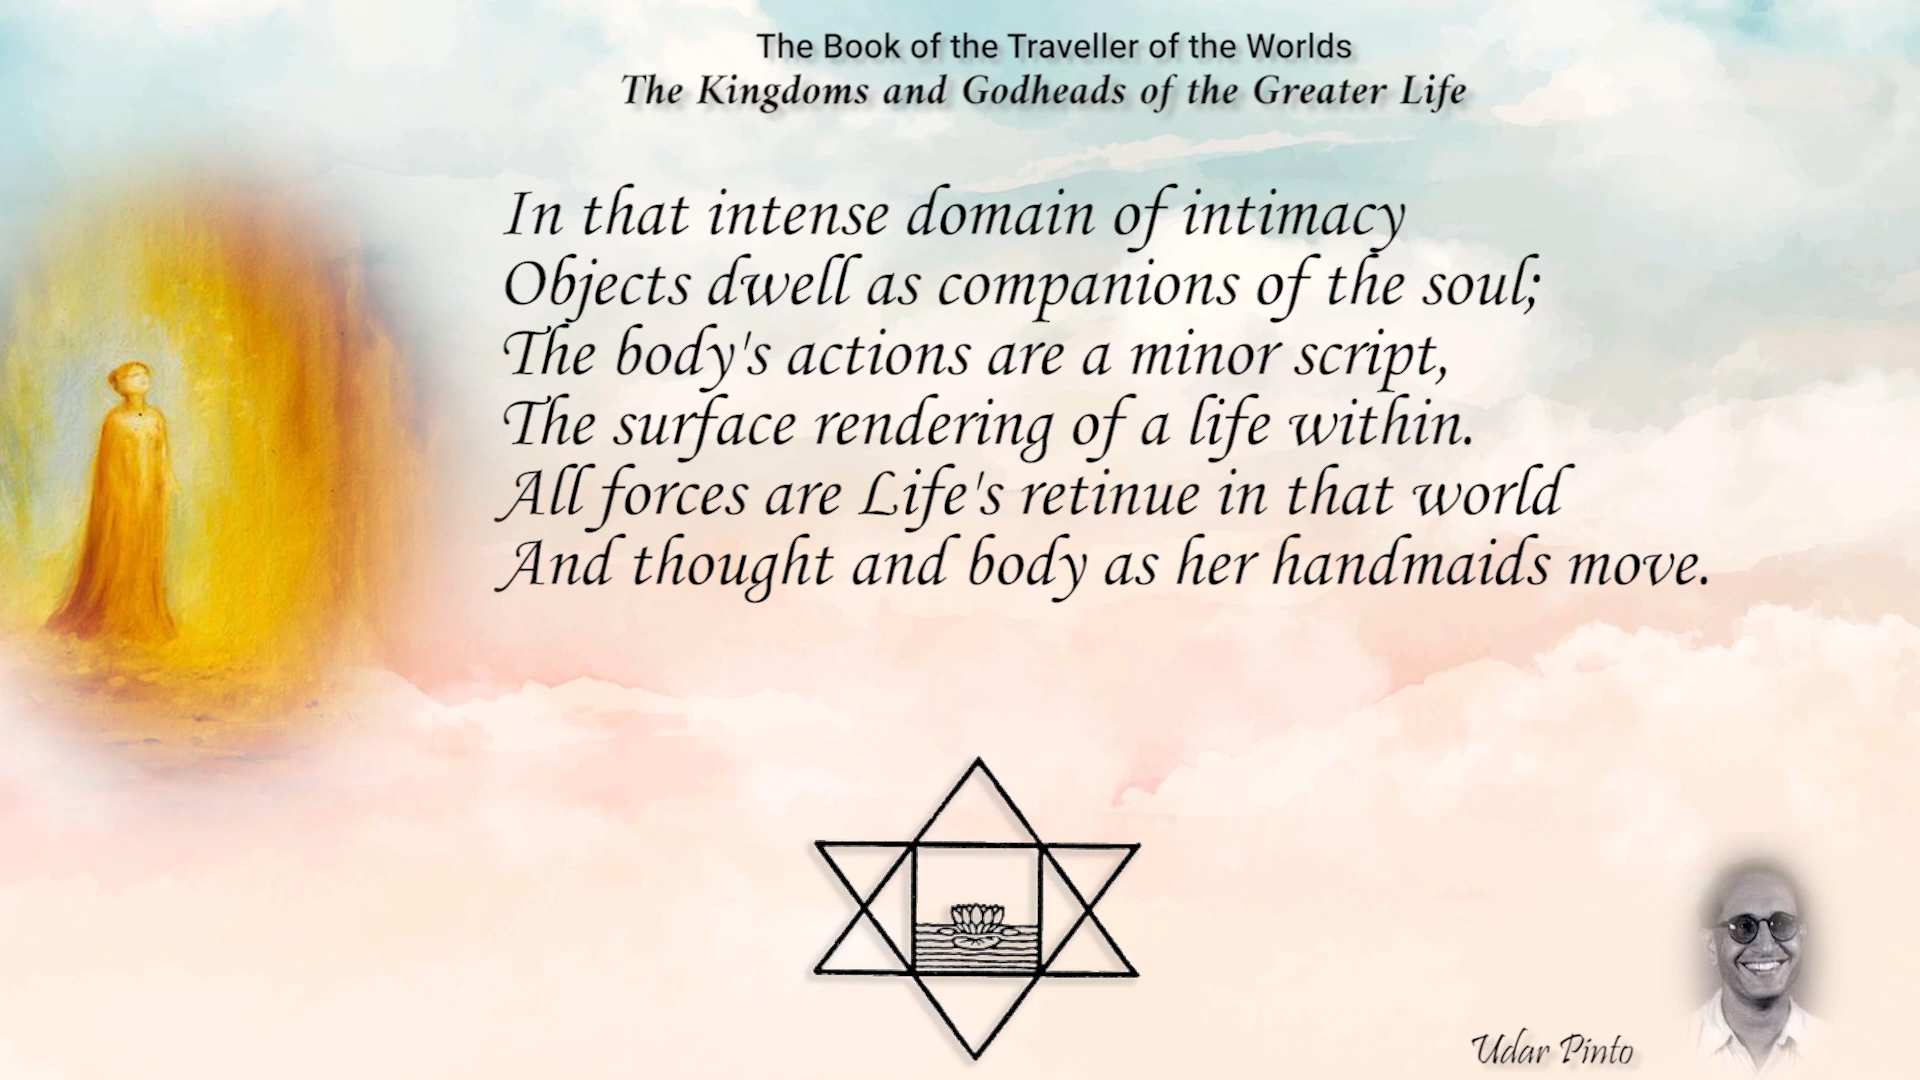 The Book of the Traveller of the Worlds
The Kingdoms and Godheads of the Greater Life
In that intense domain of intimacy
Objects dwell as companions of the soul;
The body's actions are a minor script,
The surface rendering of a life within.
All forces are Life's retinue in that world
And thought and body as her handmaids move.
Udar Pinto